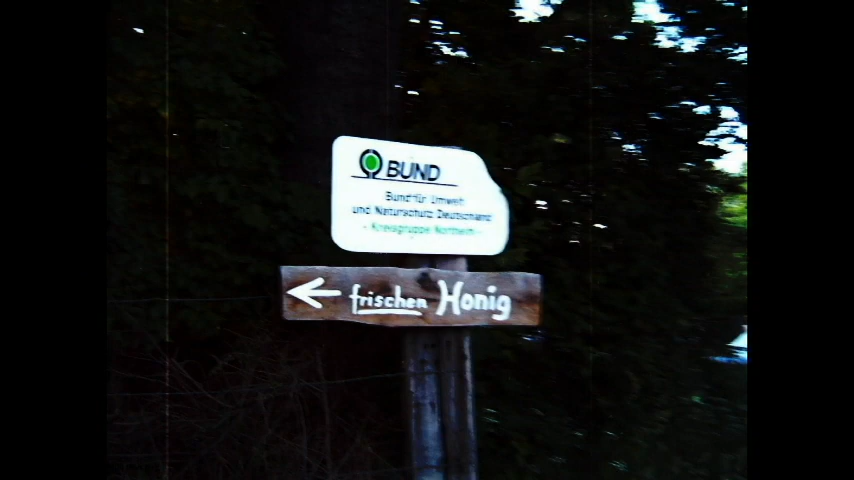 BUND
Bund für Umwelt
und Naturschutz Deutschland
- Kreisgruppe Northeim -
frischen Honig